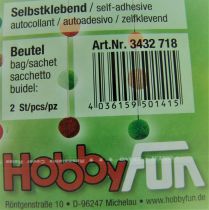 Selbstklebend / self-adhesive
autocollant / autoadesivo / zelfklevend
Beutel
bag/sachet
sacchetto
buidel:
2 St/pcs/pz
Art.Nr. 3432 718
4 036159 501415
HobbyFun
www.hobbyfun.de
Röntgenstraße 10 • D-96247 Michelau •